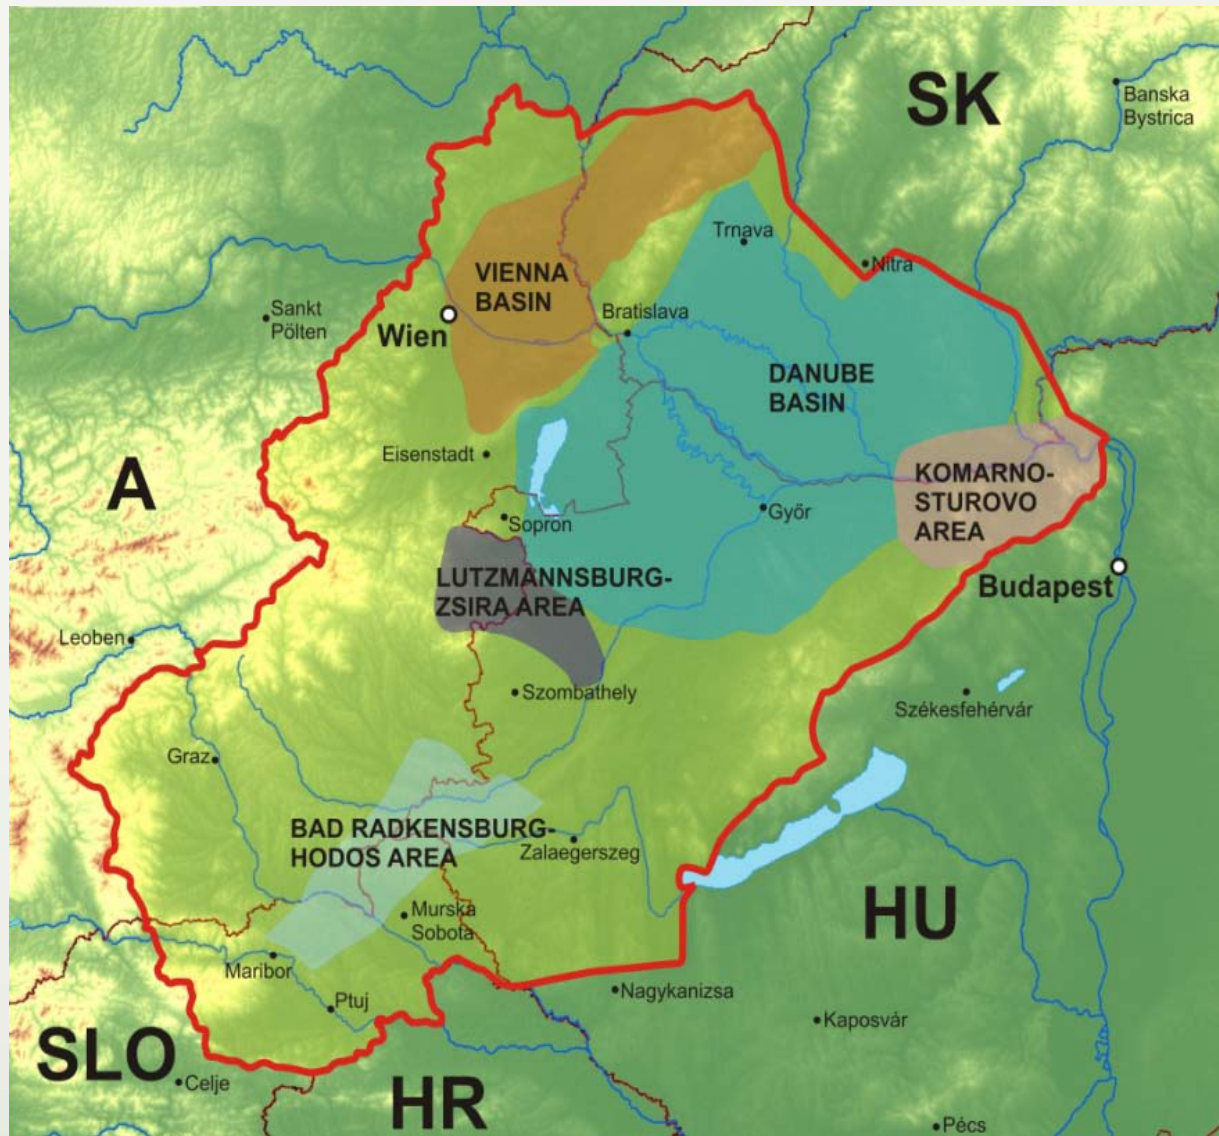 SK
Banska
Bystrica
Trnava
Nitra
VIENNA
BASIN
Sankt
Pölten
Wien
Bratislava
DANUBE
BASIN
Eisenstadt
A
KOMARNO-
STUROVO
AREA
Sopron
Győr
LUTZMANNSBURG-
ZSIRA AREA
Budapest
Leoben
Szombathely
Székesfehérvár
Graz
BAD RADKENSBURG-
HODOS AREA
Zalaegerszeg
Murska
Sobota
HU
Maribor
Ptuj
Nagykanizsa
Kaposvár
SLO
Celje
HR
Pécs